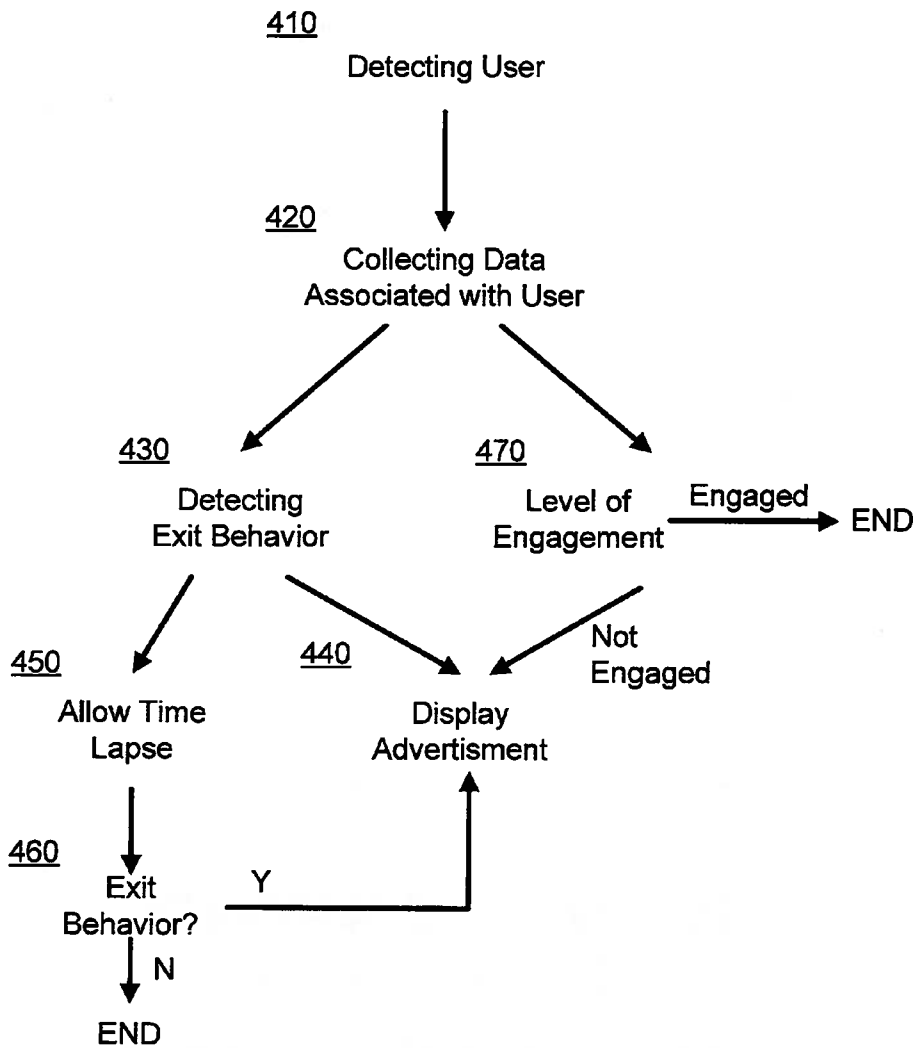 410
Detecting User
420
Collecting Data
Associated with User
430
Detecting
Exit Behavior
470
Level of
Engagement
Engaged
END
Not
Engaged
450
Allow Time
Lapse
440
Display
Advertisment
460
Exit
Behavior?
Y
N
END